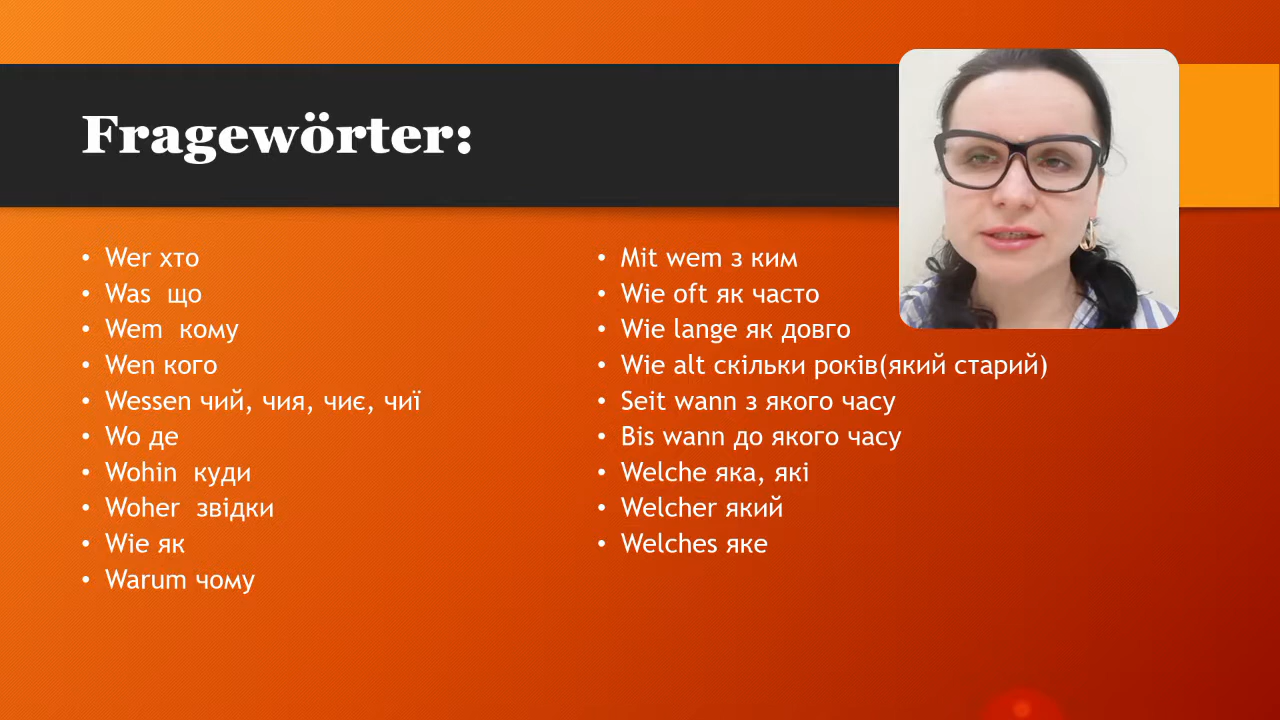 Fragewörter:
Wer хто
Was що
Wem кому
Wen кого
Wessen чий, чия, чиє, чиї
Wo де
Wohin куди
Woher звідки
Wie як
Warum чому
Mit wem з ким
Wie oft як часто
Wie lange як довго
Wie alt скільки років(який старий)
Seit wann з якого часу
Bis wann до якого часу
Welche яка, які
Welcher який
Welches яке